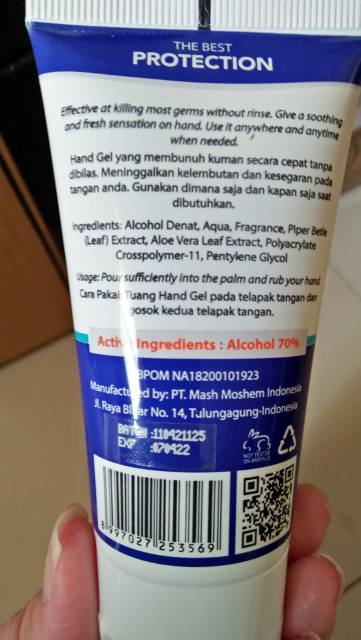 THE BEST
PROTECTION
Effective at killing most germs without rinse. Give a soothing
and fresh sensation on hand. Use it anywhere and anytime
when needed.
Hand Gel yang membunuh kuman secara cepat tanpa
dibilas. Meninggalkan kelembutan dan kesegaran pada
tangan anda. Gunakan dimana saja dan kapan saja saat
dibutuhkan.
Ingredients: Alcohol Denat, Aqua, Fragrance, Piper Betle
(Leaf) Extract, Aloe Vera Leaf Extract, Polyacrylate
Crosspolymer-11, Pentylene Glycol
Usage: Pour sufficiently into the palm and rub your hand.
Cara Pakai: Tuang Hand Gel pada telapak tangan dan
gosok kedua telapak tangan.
Active Ingredients : Alcohol 70%
BPOM NA18200101923
Manufactured by: PT. Mash Moshem Indonesia
Jl. Raya Blitar No. 14, Tulungagung-Indonesia
BATCH :110421125
EXP :070422
NOT TESTED
ON ANIMALS
8 997027 253569